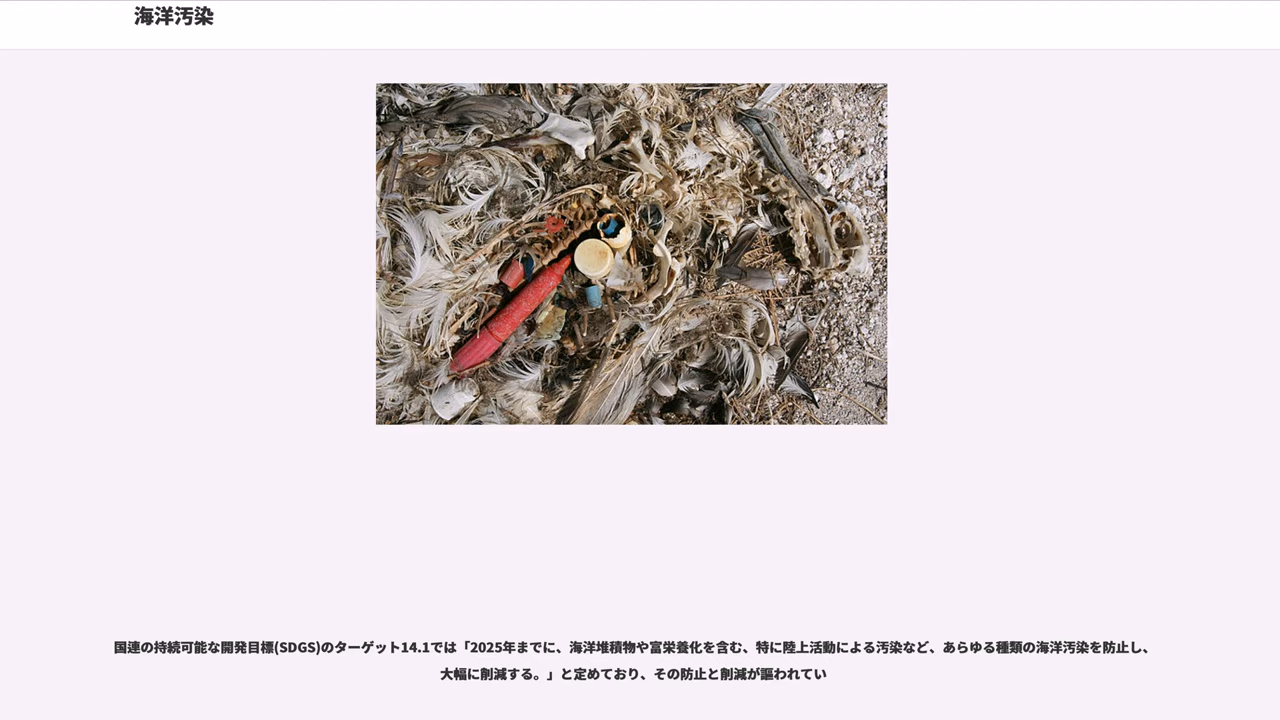 海洋汚染
国連の持続可能な開発目標(SDGS)のターゲット14.1では「2025年までに、海洋堆積物や富栄養化を含む、特に陸上活動による汚染など、あらゆる種類の海洋汚染を防止し、
大幅に削減する。」と定めており、その防止と削減が謳われてい